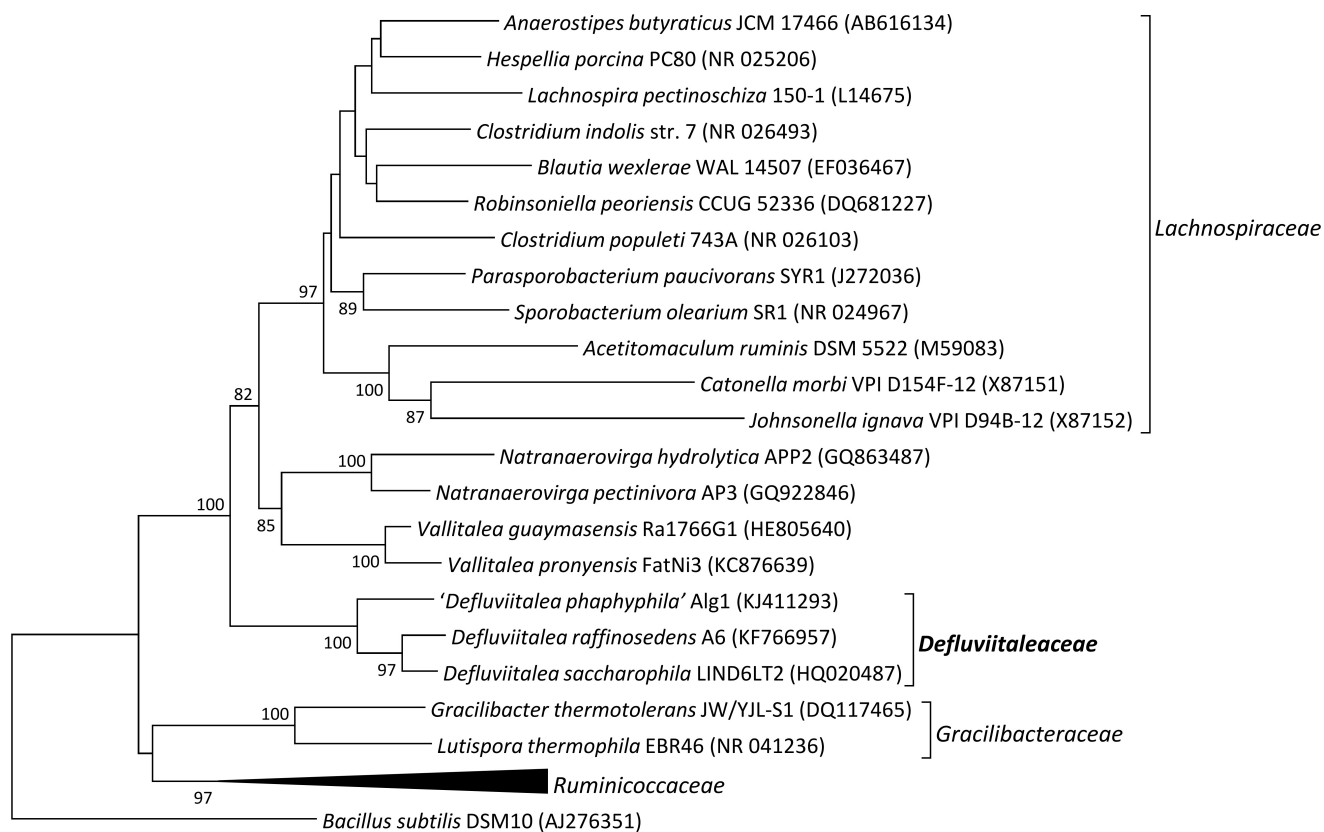 Anaerostipes butyraticus JCM 17466 (AB616134)
Hespellia porcina PC80 (NR 025206)
Lachnospira pectinoschiza 150-1 (L14675)
Clostridium indolis str. 7 (NR 026493)
Blautia wexlerae WAL 14507 (EF036467)
Robinsoniella peoriensis CCUG 52336 (DQ681227)
Lachnospiraceae
Clostridium populeti 743A (NR 026103)
Parasporobacterium paucivorans SYR1 (J272036)
97
89
Sporobacterium olearium SR1 (NR 024967)
Acetitomaculum ruminis DSM 5522 (M59083)
100
Catonella morbi VPI D154F-12 (X87151)
82
87
Johnsonella ignava VPI D94B-12 (X87152)
100
Natranaerovirga hydrolytica APP2 (GQ863487)
Natranaerovirga pectinivora AP3 (GQ922846)
100
85
Vallitalea guaymasensis Ra1766G1 (HE805640)
100
Vallitalea pronyensis FatNi3 (KC876639)
‘Defluviitalea phaphyphila’ Alg1 (KJ411293)
100
Defluviitalea raffinosedens A6 (KF766957)
Defluviitaleaceae
97
Defluviitalea saccharophila LIND6LT2 (HQ020487)
100
Gracilibacter thermotolerans JW/YJL-S1 (DQ117465)
Gracilibacteraceae
Lutispora thermophila EBR46 (NR 041236)
97
Ruminicoccaceae
Bacillus subtilis DSM10 (AJ276351)